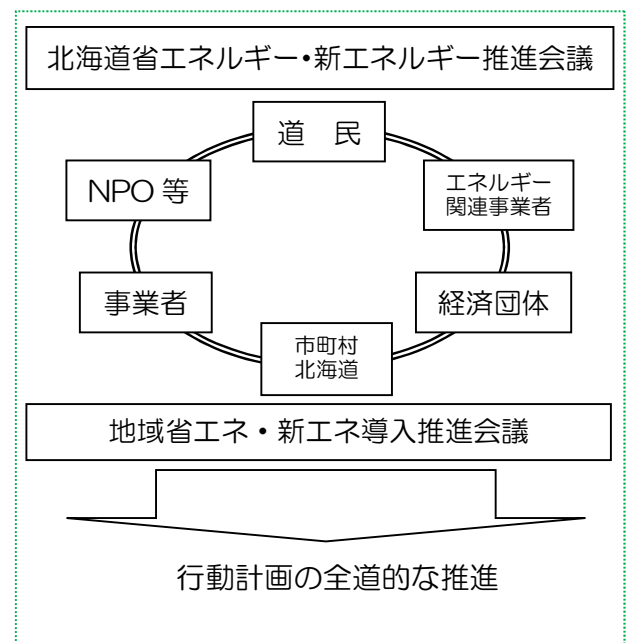 北海道省エネルギー・新エネルギー推進会議
道　民
NPO 等
エネルギー
関連事業者
事業者
経済団体
市町村
北海道
地域省エネ・新エネ導入推進会議
行動計画の全道的な推進